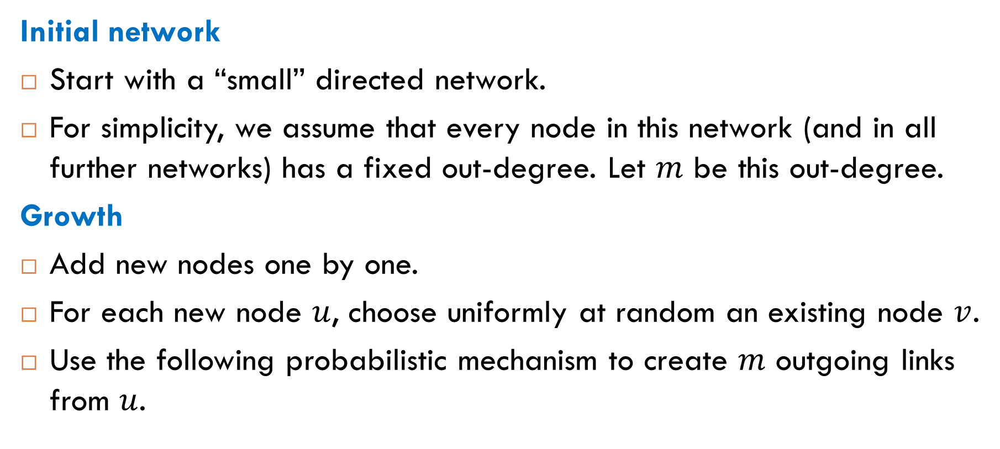 Initial network
□ Start with a “small” directed network.
□ For simplicity, we assume that every node in this network (and in all
further networks) has a fixed out-degree. Let 𝑚 be this out-degree.
Growth
□ Add new nodes one by one.
□ For each new node 𝑢, choose uniformly at random an existing node 𝑣.
□ Use the following probabilistic mechanism to create 𝑚 outgoing links
from 𝑢.